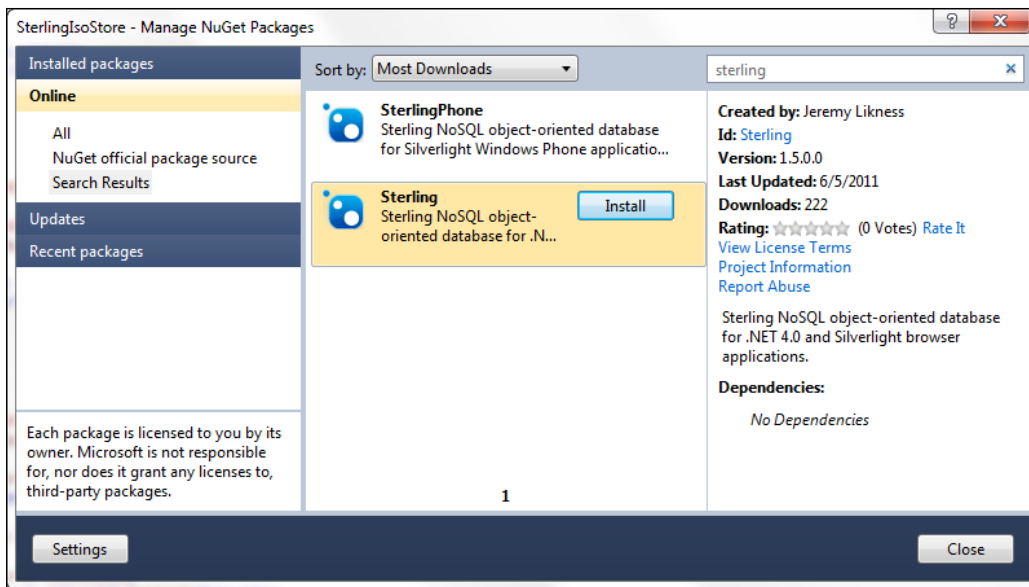 SterlingIsoStore - Manage NuGet Packages
Installed packages
Online
All
NuGet official package source
Search Results
Updates
Recent packages
Each package is licensed to you by its
owner. Microsoft is not responsible
for, nor does it grant any licenses to,
third-party packages.
Settings
Sort by: Most Downloads
SterlingPhone
Sterling NoSQL object-oriented database
for Silverlight Windows Phone applicatio...
Sterling
Sterling NoSQL object-
oriented database for .N...
Install
1
sterling
Created by: Jeremy Likness
Id: Sterling
Version: 1.5.0.0
Last Updated: 6/5/2011
Downloads: 222
Rating: (0 Votes) Rate It
View License Terms
Project Information
Report Abuse
Sterling NoSQL object-oriented database
for .NET 4.0 and Silverlight browser
applications.
Dependencies:
No Dependencies
Close